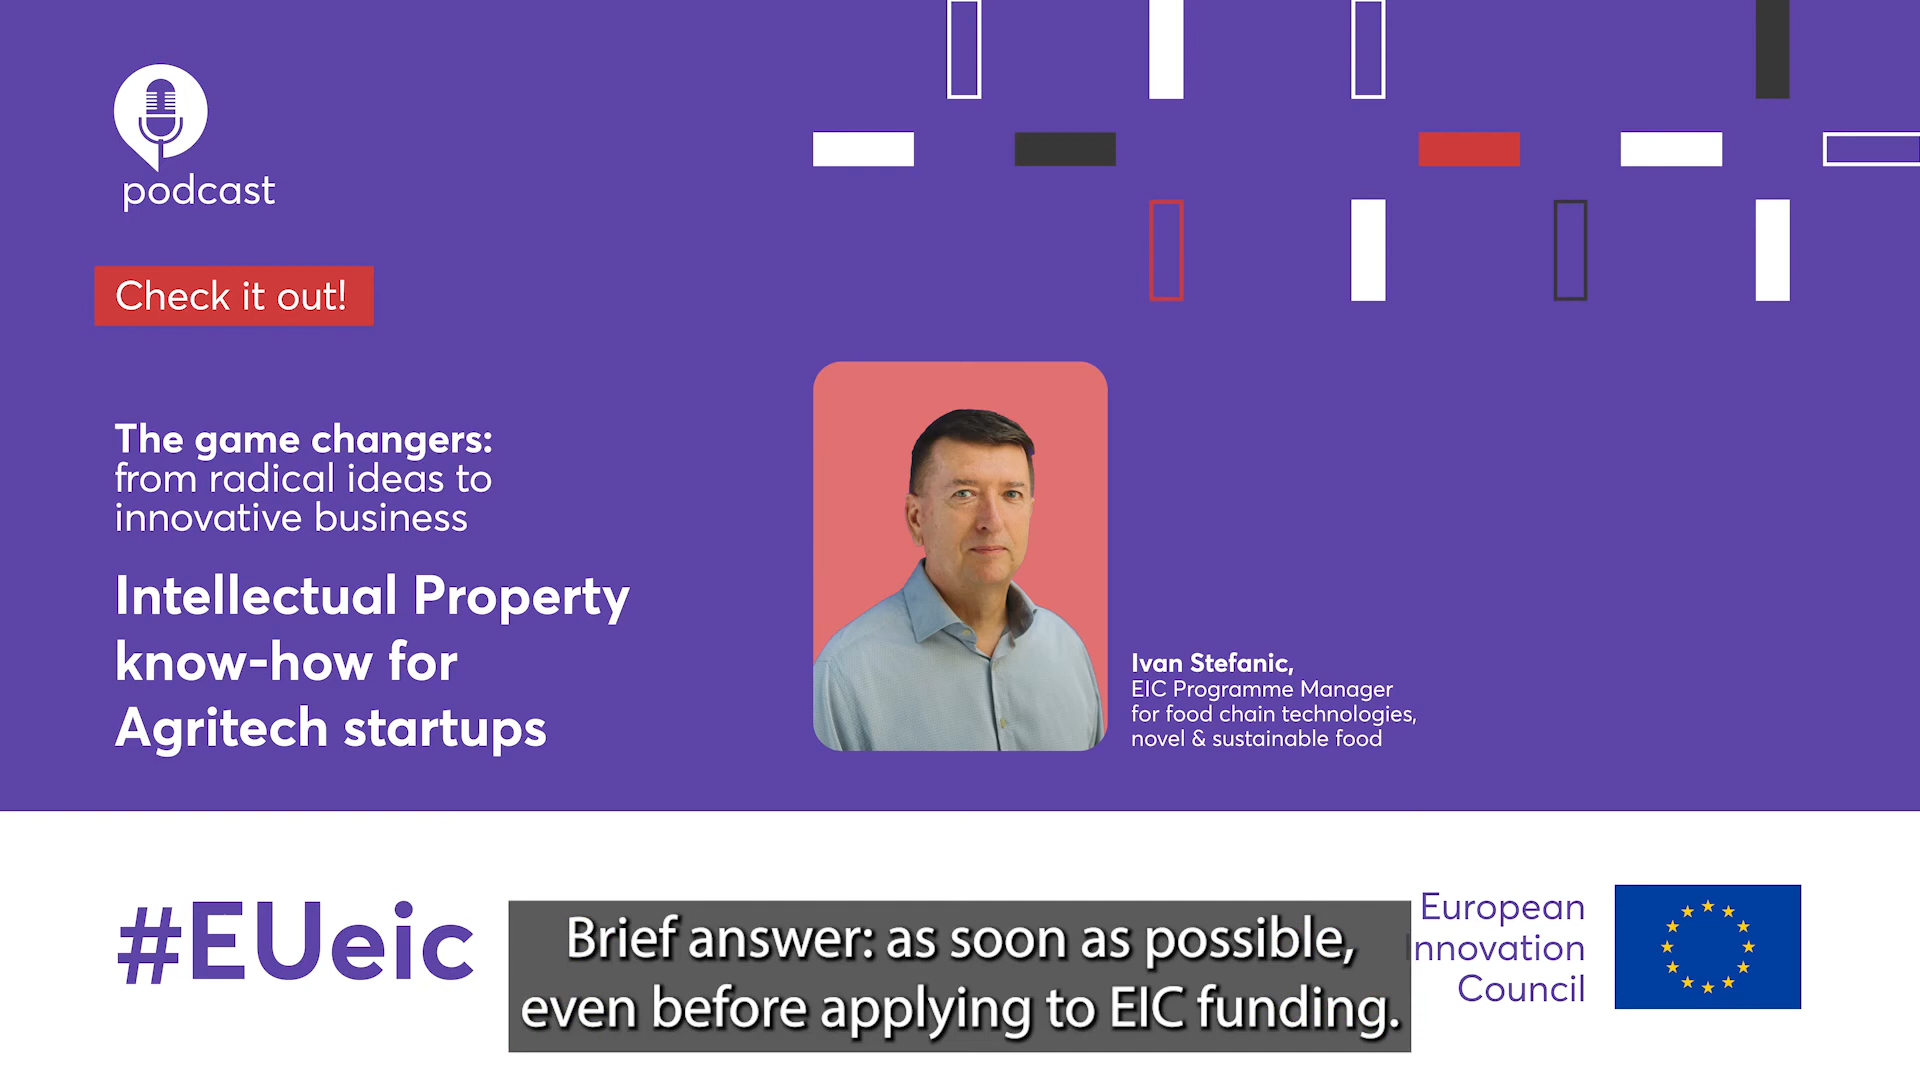 podcast
Check it out!
The game changers:
from radical ideas to
innovative business
Intellectual Property
know-how for
Agritech startups
Ivan Stefanic,
EIC Programme Manager
for food chain technologies,
novel & sustainable food
#EUeic
Brief answer: as soon as possible,
even before applying to EIC funding.
European
Innovation
Council